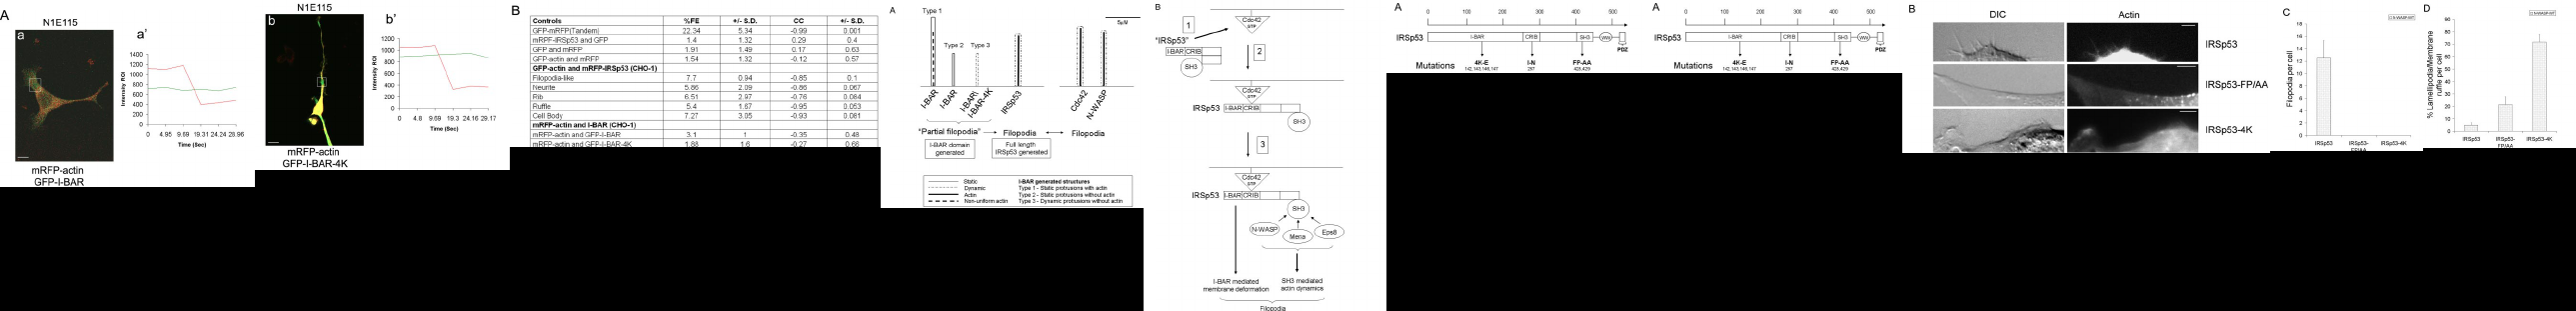 A
N1E115
a
a'
Intensity ROI
1400
1200
1000
800
600
400
200
0
0 4.95 9.69 19.31 24.24 28.96
Time (Sec)
mRFP-actin
GFP-I-BAR
N1E115
b
b'
Intensity ROI
1200
1000
800
600
400
200
0
0 4.8 9.69 19.32 24.16 29.17
Time (Sec)
mRFP-actin
GFP-I-BAR-4K
B
Controls %FE +/- S.D. CC +/- S.D.
GFP-mRFP(Tandem) 22.34 5.34 -0.99 0.001
mRPF-IRSp53 and GFP 1.4 1.32 0.29 0.4
GFP and mRFP 1.91 1.49 0.17 0.63
GFP-actin and mRFP 1.54 1.32 -0.12 0.57
GFP-actin and mRFP-IRSp53 (CHO-1)
Filopodia-like 7.7 0.94 -0.85 0.1
Neurite 5.86 2.09 -0.86 0.067
Rib 6.51 2.97 -0.76 0.064
Ruffle 5.4 1.67 -0.95 0.053
Cell Body 7.27 3.05 -0.93 0.081
mRFP-actin and I-BAR (CHO-1)
mRFP-actin and GFP-I-BAR 3.1 1 -0.35 0.48
mRFP-actin and GFP-I-BAR-4K 1.88 1.6 -0.27 0.66
A
Type 1
Type 2 Type 3
5µM
I-BAR
I-BAR
I-BAR\
I-BAR-4K
IRSp53
Cdc42
N-WASP
"Partial filopodia" Filopodia Filopodia
I-BAR domain
generated
Full length
IRSp53 generated
Static I-BAR generated structures
Dynamic Type 1 - Static protrusions with actin
Actin Type 2 - Static protrusions without actin
Non-uniform actin Type 3 - Dynamic protrusions without actin
B
1
Cdc42
GTP
"IRSp53"
I-BAR CRIB
SH3
2
Cdc42
GTP
IRSp53 I-BAR CRIB
SH3
3
Cdc42
GTP
IRSp53 I-BAR CRIB
SH3
N-WASP
Mena
Eps8
I-BAR mediated
membrane deformation
SH3 mediated
actin dynamics
Filopodia
A
0 100 200 300 400 500
IRSp53 I-BAR CRIB SH3 WW
PDZ
Mutations 4K-E I-N FP-AA
142,143,146,147 267 428,429
A
0 100 200 300 400 500
IRSp53 I-BAR CRIB SH3 WW
PDZ
Mutations 4K-E I-N FP-AA
142,143,146,147 267 428,429
B
DIC Actin
IRSp53
IRSp53-FP/AA
IRSp53-4K
C
N-WASP-WT
Filopodia per cell
18
16
14
12
10
8
6
4
2
0
IRSp53 IRSp53-
FP/AA
IRSp53-4K
D
N-WASP-WT
% Lamellipodia/Membrane
ruffle per cell
90
80
70
60
50
40
30
20
10
0
IRSp53 IRSp53-
FP/AA
IRSp53-4K